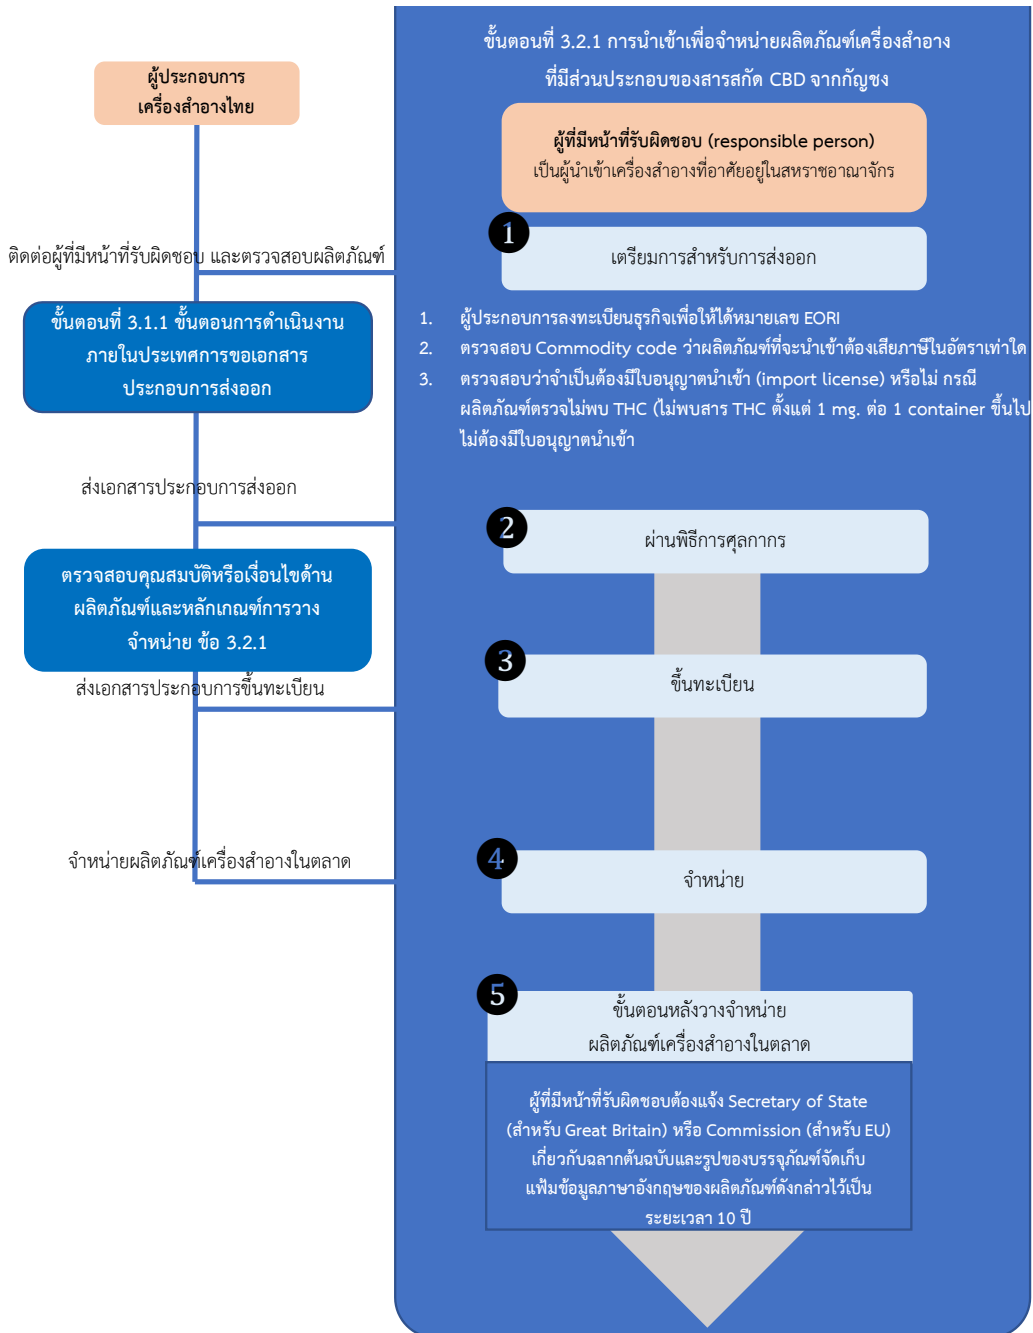 ขั้นตอนที่ 3.2.1 การนำเข้าเพื่อจำหน่ายผลิตภัณฑ์เครื่องสำอาง
ที่มีส่วนประกอบของสารสกัด CBD จากกัญชง
ผู้ประกอบการ
เครื่องสำอางไทย
ผู้ที่มีหน้าที่รับผิดชอบ (responsible person)
เป็นผู้นำเข้าเครื่องสำอางที่อาศัยอยู่ในสหราชอาณาจักร
ติดต่อผู้ที่มีหน้าที่รับผิดชอบ และตรวจสอบผลิตภัณฑ์
1
เตรียมการสำหรับการส่งออก
ขั้นตอนที่ 3.1.1 ขั้นตอนการดำเนินงาน
ภายในประเทศการขอเอกสาร
ประกอบการส่งออก
1. ผู้ประกอบการลงทะเบียนธุรกิจเพื่อให้ได้หมายเลข EORI
2. ตรวจสอบ Commodity code ว่าผลิตภัณฑ์ที่จะนำเข้าต้องเสียภาษีในอัตราเท่าใด
3. ตรวจสอบว่าจำเป็นต้องมีใบอนุญาตนำเข้า (import license) หรือไม่ กรณี
ผลิตภัณฑ์ตรวจไม่พบ THC (ไม่พบสาร THC ตั้งแต่ 1 mg. ต่อ 1 container ขึ้นไป
ไม่ต้องมีใบอนุญาตนำเข้า
ส่งเอกสารประกอบการส่งออก
2
ผ่านพิธีการศุลกากร
ตรวจสอบคุณสมบัติหรือเงื่อนไขด้าน
ผลิตภัณฑ์และหลักเกณฑ์การวาง
จำหน่าย ข้อ 3.2.1
ส่งเอกสารประกอบการขึ้นทะเบียน
3
ขึ้นทะเบียน
จำหน่ายผลิตภัณฑ์เครื่องสำอางในตลาด
4
จำหน่าย
5
ขั้นตอนหลังวางจำหน่าย
ผลิตภัณฑ์เครื่องสำอางในตลาด
ผู้ที่มีหน้าที่รับผิดชอบต้องแจ้ง Secretary of State
(สำหรับ Great Britain) หรือ Commission (สำหรับ EU)
เกี่ยวกับฉลากต้นฉบับและรูปของบรรจุภัณฑ์จัดเก็บ
แฟ้มข้อมูลภาษาอังกฤษของผลิตภัณฑ์ดังกล่าวไว้เป็น
ระยะเวลา 10 ปี